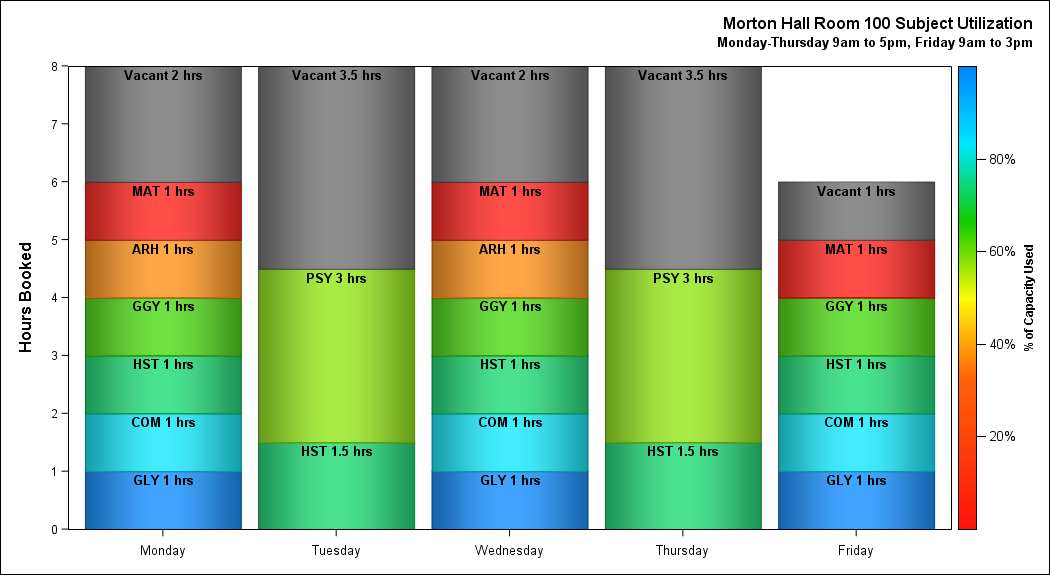 Morton Hall Room 100 Subject Utilization
Monday-Thursday 9am to 5pm, Friday 9am to 3pm
Hours Booked
8
7
6
5
4
3
2
1
0
Vacant 2 hrs
MAT 1 hrs
ARH 1 hrs
GGY 1 hrs
HST 1 hrs
COM 1 hrs
GLY 1 hrs
Monday
Vacant 3.5 hrs
PSY 3 hrs
HST 1.5 hrs
Tuesday
Vacant 2 hrs
MAT 1 hrs
ARH 1 hrs
GGY 1 hrs
HST 1 hrs
COM 1 hrs
GLY 1 hrs
Wednesday
Vacant 3.5 hrs
PSY 3 hrs
HST 1.5 hrs
Thursday
Vacant 1 hrs
MAT 1 hrs
GGY 1 hrs
HST 1 hrs
COM 1 hrs
GLY 1 hrs
Friday
80%
60%
40%
20%
% of Capacity Used